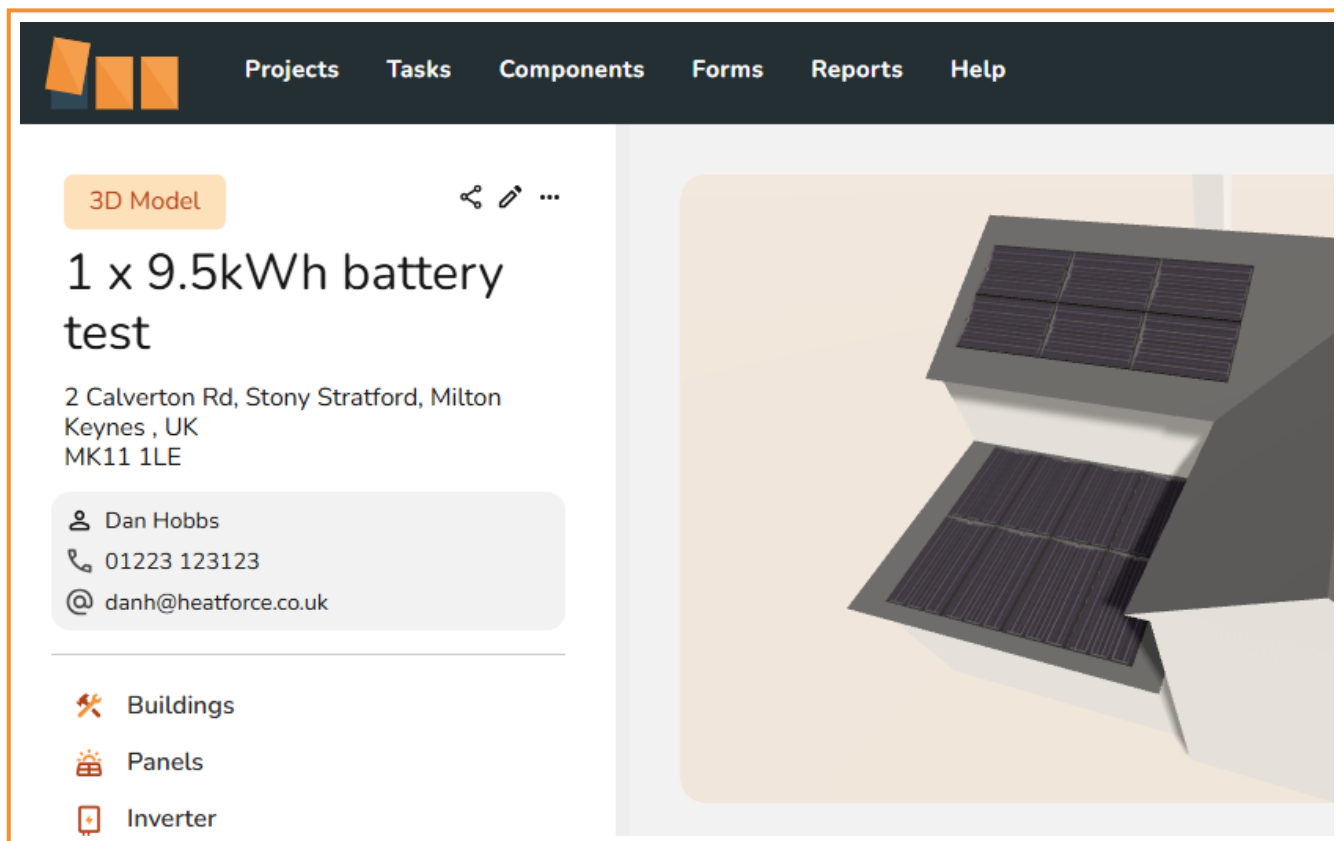 Projects Tasks Components Forms Reports Help
3D Model
1 x 9.5kWh battery
test
2 Calverton Rd, Stony Stratford, Milton
Keynes , UK
MK11 1LE
Dan Hobbs
01223 123123
danh@heatforce.co.uk
Buildings
Panels
Inverter